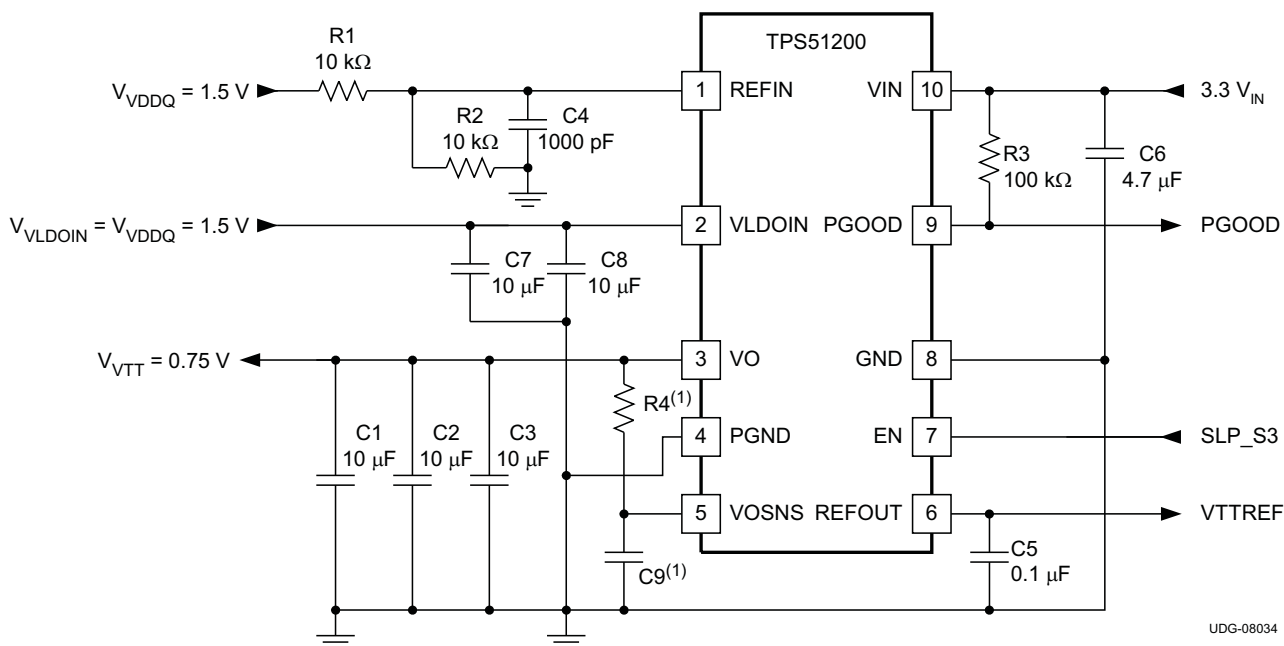 TPS51200
R1
10 kΩ
V_VDDQ = 1.5 V
1 REFIN
VIN 10
3.3 V_IN
R2
10 kΩ
C4
1000 pF
R3
100 kΩ
C6
4.7 μF
V_VLDOIN = V_VDDQ = 1.5 V
2 VLDOIN
PGOOD 9
PGOOD
C7
10 μF
C8
10 μF
V_VTT = 0.75 V
3 VO
GND 8
R4(1)
C1
10 μF
C2
10 μF
C3
10 μF
4 PGND
EN 7
SLP_S3
5 VOSNS
REFOUT 6
VTTREF
C9(1)
C5
0.1 μF
UDG-08034